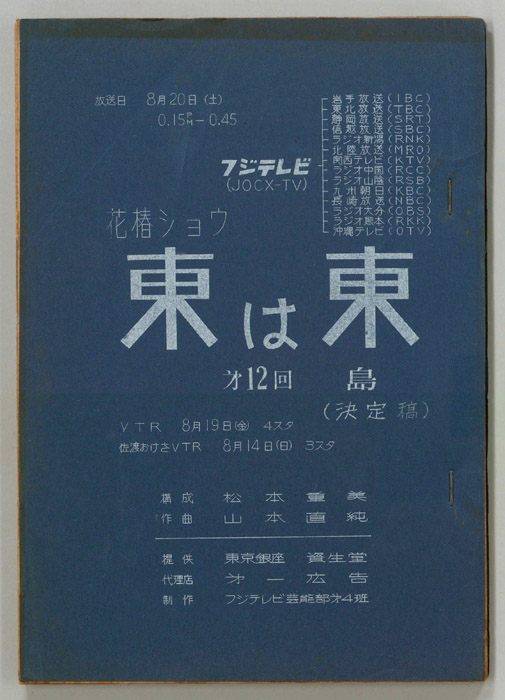 放送日 8月20日(土)
0.15PM－0.45
フジテレビ
(JOCX-TV)
岩手放送(IBC)
東北放送(TBC)
静岡放送(SRT)
信越放送(SBC)
ラジオ新潟(RNK)
北陸放送(MRO)
関西テレビ(KTV)
ラジオ中国(RCC)
ラジオ山陰(RSB)
九州朝日(KBC)
長崎放送(NBC)
ラジオ大分(OBS)
ラジオ熊本(RKK)
沖縄テレビ(OTV)
花椿ショウ
東は東
才12回 島
(決定稿)
VTR 8月19日(金) 4スタ
佐渡おけさVTR 8月14日(日) 3スタ
構成 松本重美
作曲 山本直純
提供 東京銀座 資生堂
代理店 才一広告
制作 フジテレビ芸能部才4班